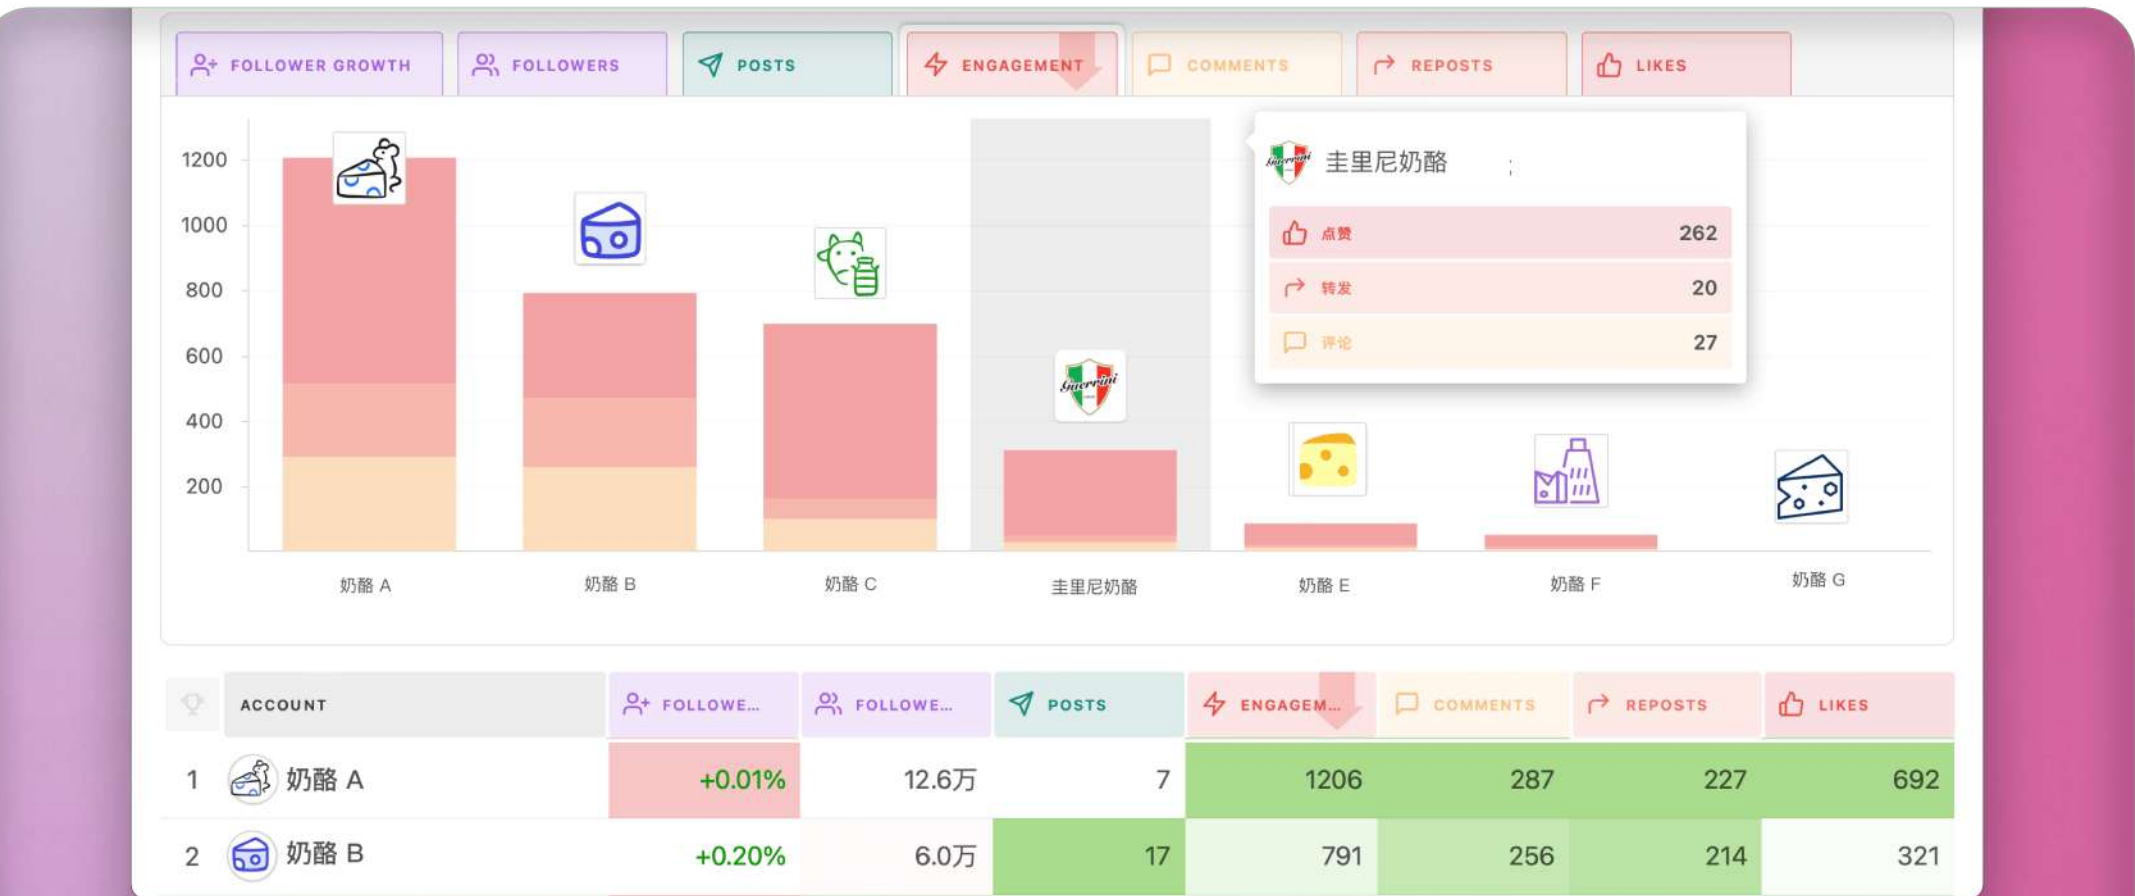 FOLLOWER GROWTH
FOLLOWERS
POSTS
ENGAGEMENT
COMMENTS
REPOSTS
LIKES
1200
1000
800
600
400
200
Guerrini
圭里尼奶酪 ;
点赞 262
转发 20
评论 27
Guerrini
奶酪 A
奶酪 B
奶酪 C
圭里尼奶酪
奶酪 E
奶酪 F
奶酪 G
ACCOUNT FOLLOWE... FOLLOWE... POSTS ENGAGEM... COMMENTS REPOSTS LIKES
1 奶酪 A +0.01% 12.6万 7 1206 287 227 692
2 奶酪 B +0.20% 6.0万 17 791 256 214 321